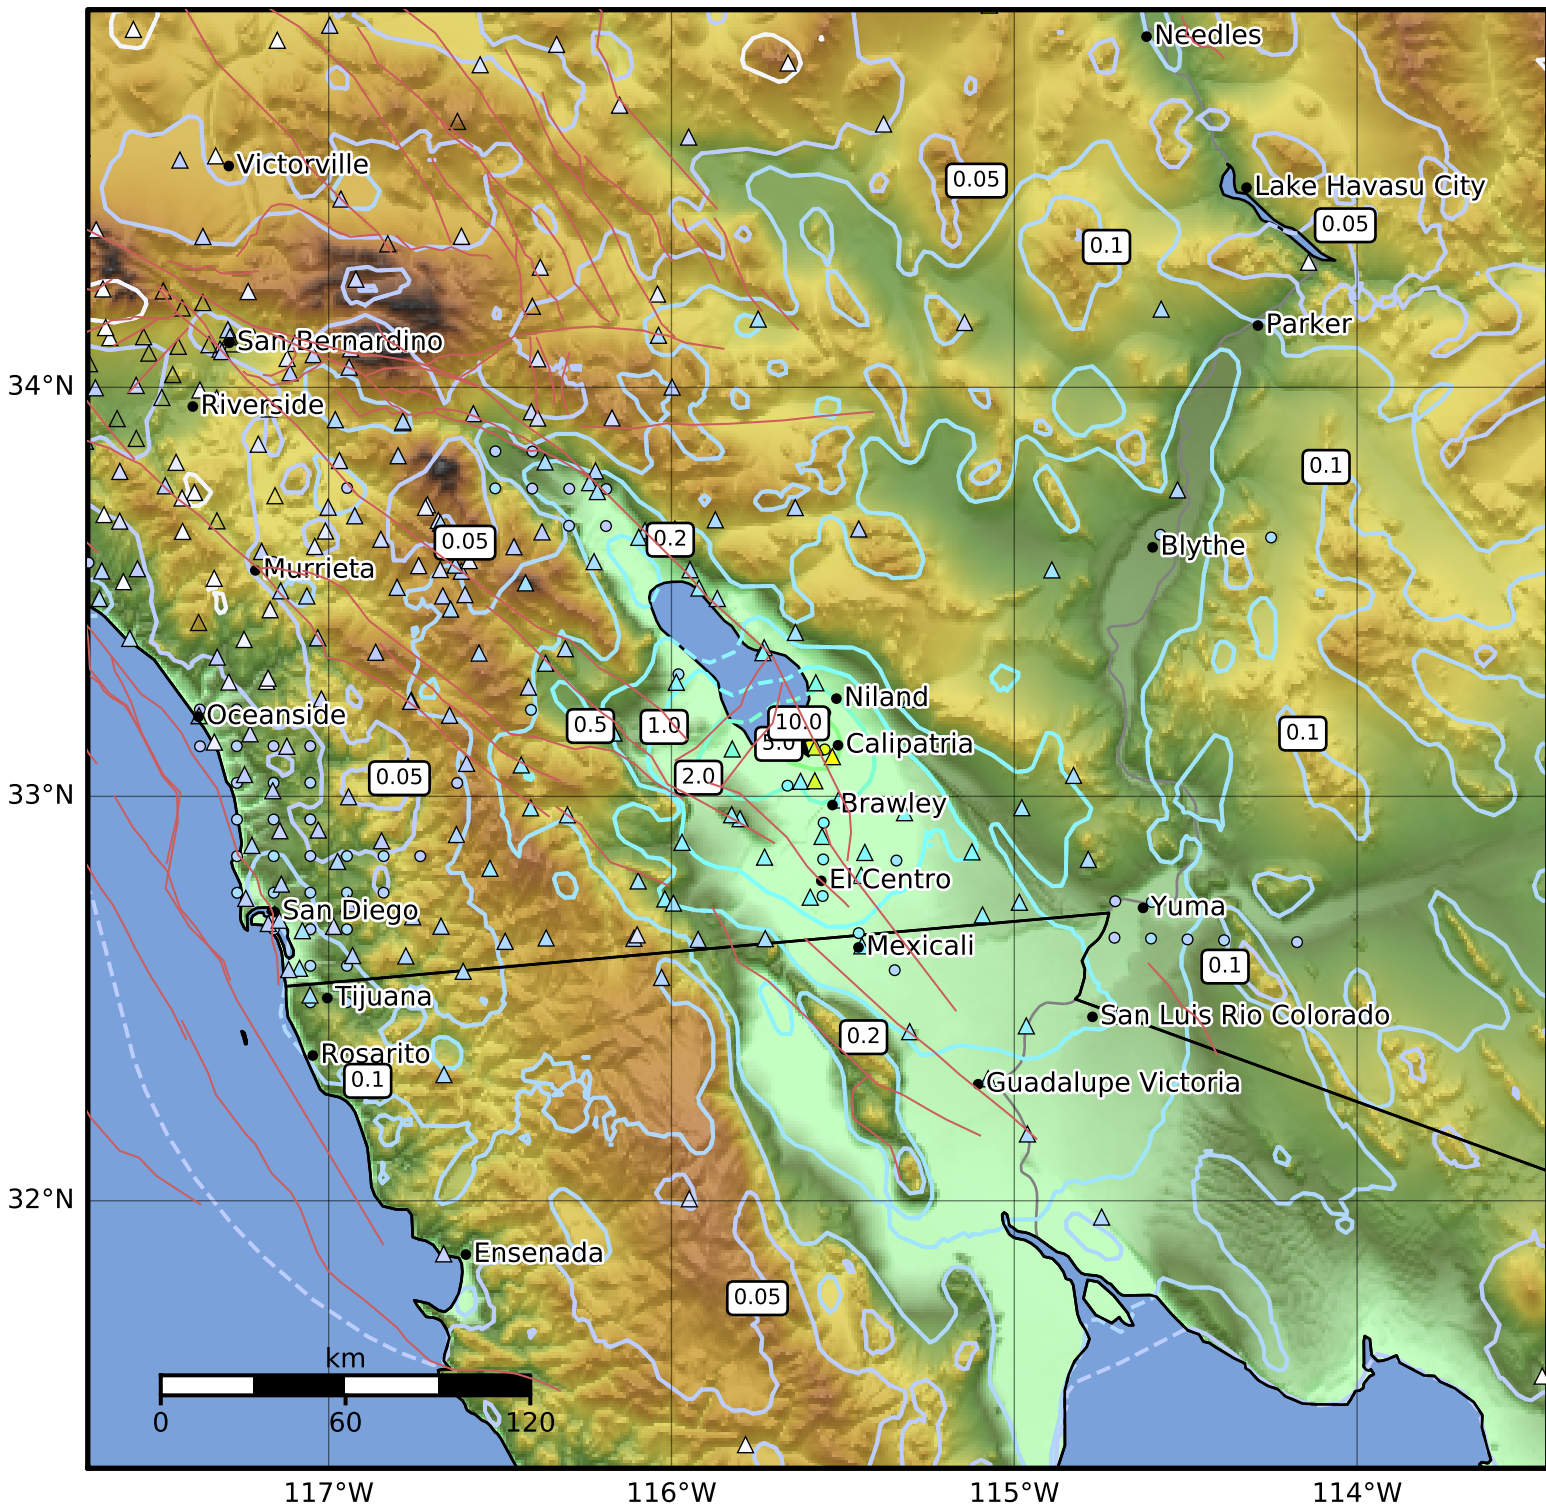 Needles
Victorville
0.05
Lake Havasu City
0.05
0.1
Parker
San Bernardino
34°N
Riverside
0.1
0.05
0.2
Blythe
Murrieta
Niland
Oceanside
0.5
1.0
10.0
0.1
5.0
Calipatria
0.05
2.0
33°N
Brawley
El Centro
San Diego
Yuma
Mexicali
0.1
Tijuana
San Luis Rio Colorado
0.2
Rosarito
0.1
Guadalupe Victoria
32°N
Ensenada
0.05
km
0
60
120
117°W
116°W
115°W
114°W